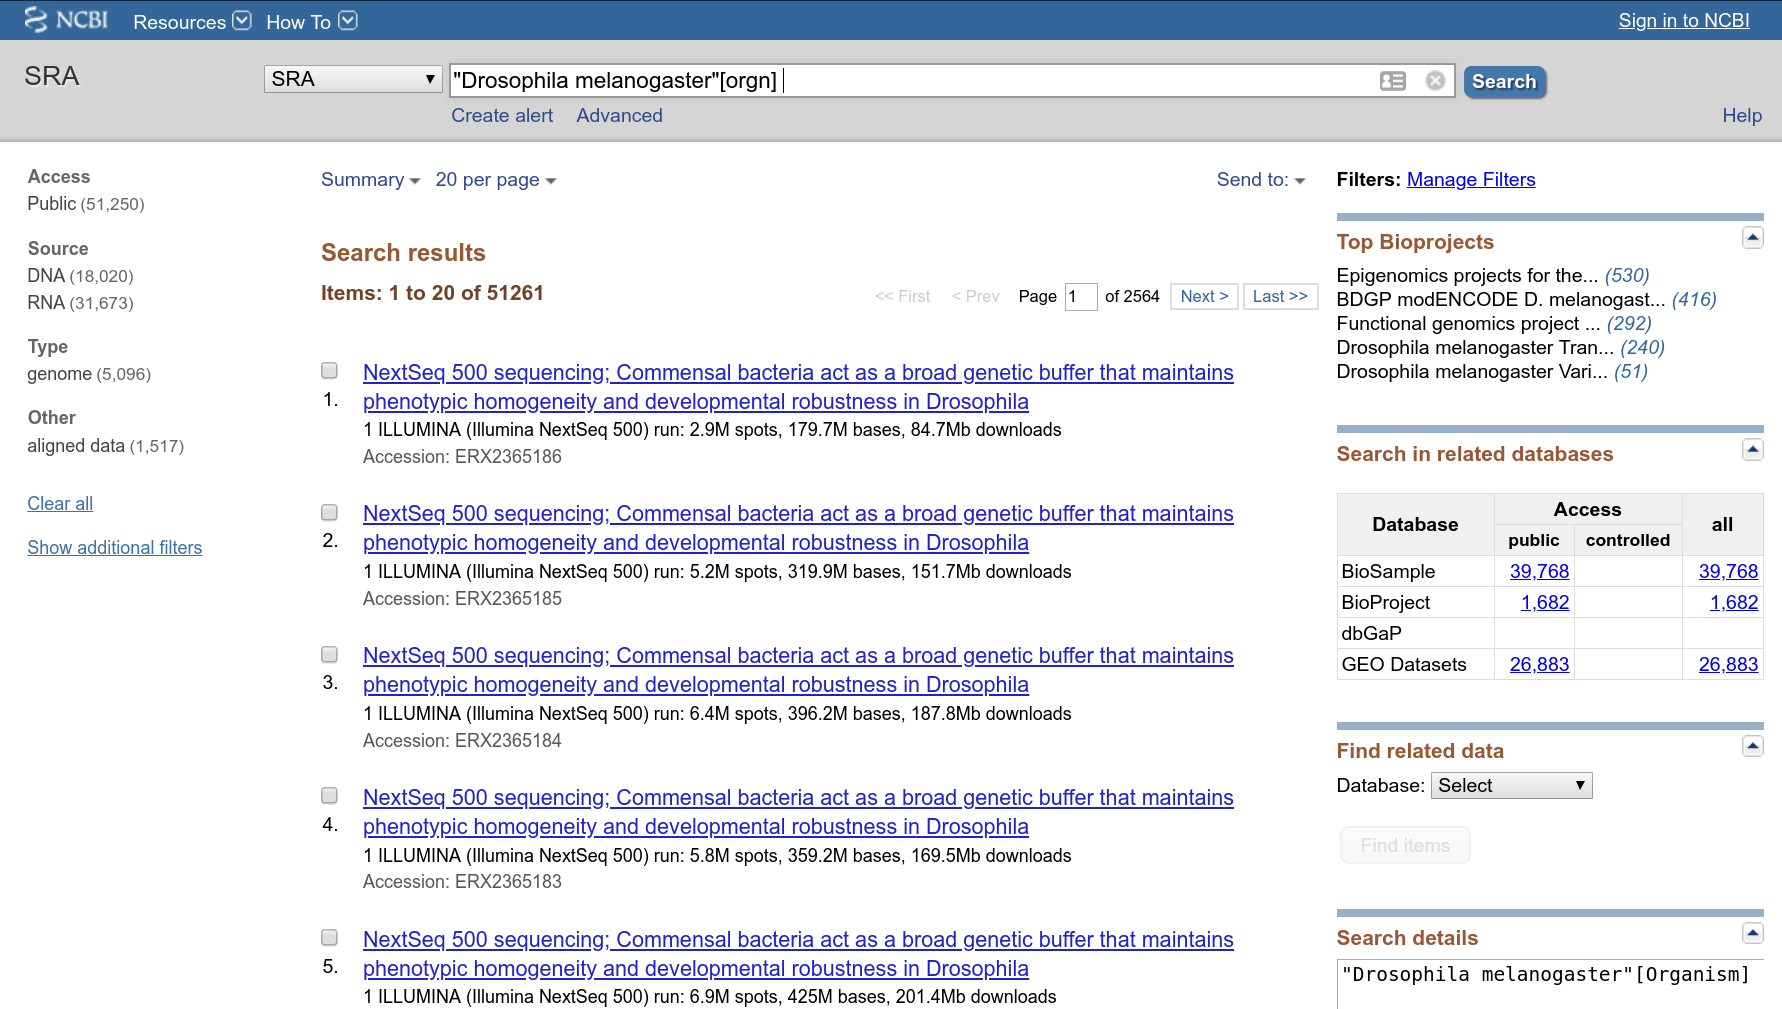 NCBI Resources How To Sign in to NCBI
SRA SRA "Drosophila melanogaster"[orgn] Search
Create alert Advanced Help
Access
Public (51,250)
Source
DNA (18,020)
RNA (31,673)
Type
genome (5,096)
Other
aligned data (1,517)
Clear all
Show additional filters
Summary 20 per page Send to:
Search results
Items: 1 to 20 of 51261
<< First < Prev Page 1 of 2564 Next > Last >>
NextSeq 500 sequencing; Commensal bacteria act as a broad genetic buffer that maintains
1. phenotypic homogeneity and developmental robustness in Drosophila
1 ILLUMINA (Illumina NextSeq 500) run: 2.9M spots, 179.7M bases, 84.7Mb downloads
Accession: ERX2365186
NextSeq 500 sequencing; Commensal bacteria act as a broad genetic buffer that maintains
2. phenotypic homogeneity and developmental robustness in Drosophila
1 ILLUMINA (Illumina NextSeq 500) run: 5.2M spots, 319.9M bases, 151.7Mb downloads
Accession: ERX2365185
NextSeq 500 sequencing; Commensal bacteria act as a broad genetic buffer that maintains
3. phenotypic homogeneity and developmental robustness in Drosophila
1 ILLUMINA (Illumina NextSeq 500) run: 6.4M spots, 396.2M bases, 187.8Mb downloads
Accession: ERX2365184
NextSeq 500 sequencing; Commensal bacteria act as a broad genetic buffer that maintains
4. phenotypic homogeneity and developmental robustness in Drosophila
1 ILLUMINA (Illumina NextSeq 500) run: 5.8M spots, 359.2M bases, 169.5Mb downloads
Accession: ERX2365183
NextSeq 500 sequencing; Commensal bacteria act as a broad genetic buffer that maintains
5. phenotypic homogeneity and developmental robustness in Drosophila
1 ILLUMINA (Illumina NextSeq 500) run: 6.9M spots, 425M bases, 201.4Mb downloads
Filters: Manage Filters
Top Bioprojects
Epigenomics projects for the... (530)
BDGP modENCODE D. melanogast... (416)
Functional genomics project ... (292)
Drosophila melanogaster Tran... (240)
Drosophila melanogaster Vari... (51)
Search in related databases
Database Access all
public controlled
BioSample 39,768 39,768
BioProject 1,682 1,682
dbGaP
GEO Datasets 26,883 26,883
Find related data
Database: Select
Find items
Search details
"Drosophila melanogaster"[Organism]